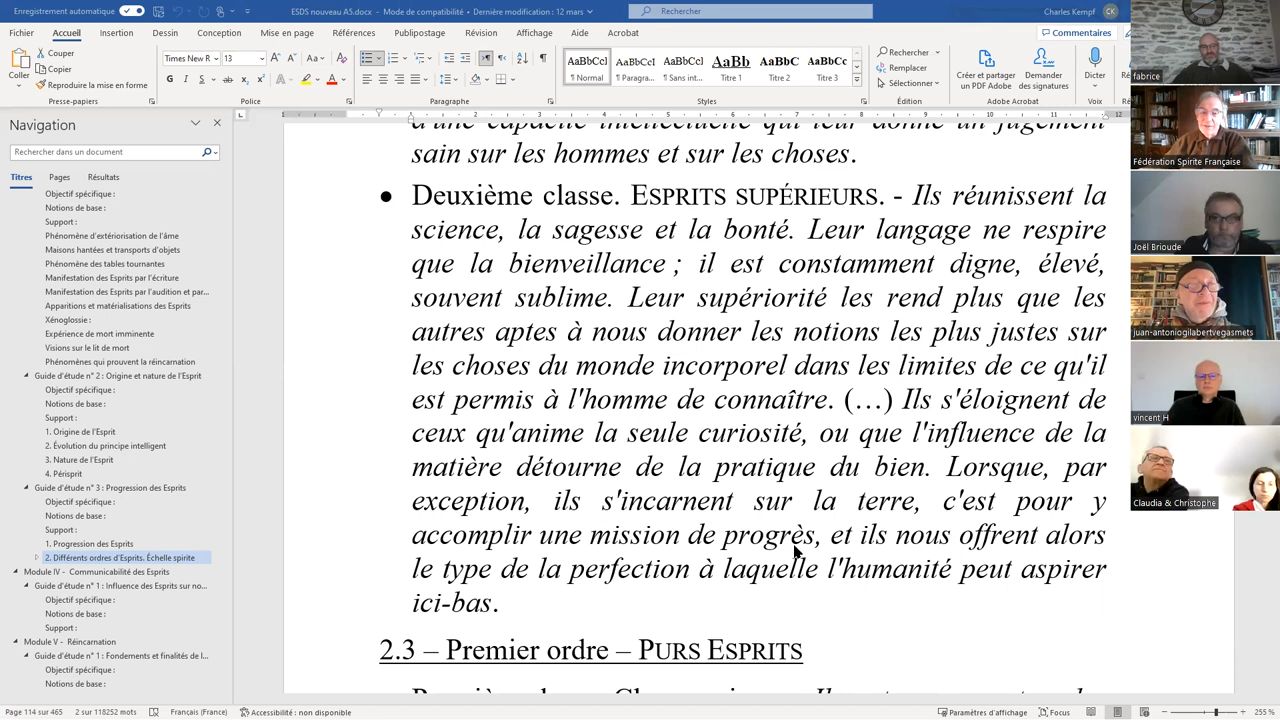 Enregistrement automatique
ESDS nouveau A5.docx - Mode de compatibilité • Dernière modification : 12 mars
Rechercher
Charles Kempf
CK
Fichier
Accueil
Insertion
Dessin
Conception
Mise en page
Références
Publipostage
Révision
Affichage
Aide
Acrobat
Commentaires
Coller
Couper
Copier
Reproduire la mise en forme
Presse-papiers
Times New R
13
G I S
Police
Paragraphe
AaBbCcI
¶ Normal
AaBbCcI
¶ Paragra...
AaBbCcI
¶ Sans int...
AaBb
Titre 1
AaBbC
Titre 2
AaBbCc
Titre 3
Styles
Rechercher
Remplacer
Sélectionner
Édition
Créer et partager
un PDF Adobe
Demander
des signatures
Adobe Acrobat
Dicter
Voix
Navigation
Rechercher dans un document
Titres
Pages
Résultats
Objectif spécifique :
Notions de base :
Support :
Phénomène d'extériorisation de l'âme
Maisons hantées et transports d'objets
Phénomène des tables tournantes
Manifestation des Esprits par l'écriture
Manifestation des Esprits par l'audition et par...
Apparitions et matérialisations des Esprits
Xénoglossie :
Expérience de mort imminente
Visions sur le lit de mort
Phénomènes qui prouvent la réincarnation
Guide d'étude n° 2 : Origine et nature de l'Esprit
Objectif spécifique :
Notions de base :
Support :
1. Origine de l'Esprit
2. Évolution du principe intelligent
3. Nature de l'Esprit
4. Périsprit
Guide d'étude n° 3 : Progression des Esprits
Objectif spécifique :
Notions de base :
Support :
1. Progression des Esprits
2. Différents ordres d'Esprits. Échelle spirite
Module IV - Communicabilité des Esprits
Guide d'étude n° 1 : Influence des Esprits sur no...
Objectif spécifique :
Notions de base :
Support :
Module V - Réincarnation
Guide d'étude n° 1 : Fondements et finalités de l...
Objectif spécifique :
Notions de base :
d'une capacité intellectuelle qui leur donne un jugement
sain sur les hommes et sur les choses.
● Deuxième classe. ESPRITS SUPÉRIEURS. - Ils réunissent la
science, la sagesse et la bonté. Leur langage ne respire
que la bienveillance ; il est constamment digne, élevé,
souvent sublime. Leur supériorité les rend plus que les
autres aptes à nous donner les notions les plus justes sur
les choses du monde incorporel dans les limites de ce qu'il
est permis à l'homme de connaître. (…) Ils s'éloignent de
ceux qu'anime la seule curiosité, ou que l'influence de la
matière détourne de la pratique du bien. Lorsque, par
exception, ils s'incarnent sur la terre, c'est pour y
accomplir une mission de progrès, et ils nous offrent alors
le type de la perfection à laquelle l'humanité peut aspirer
ici-bas.
2.3 – Premier ordre – PURS ESPRITS
fabrice
Fédération Spirite Française
Joël Brioude
juan-antoniogilabertvegasmets
vincent H
Claudia & Christophe
Page 114 sur 465
2 sur 118252 mots
Français (France)
Accessibilité : non disponible
Paramètres d'affichage
Focus
255 %